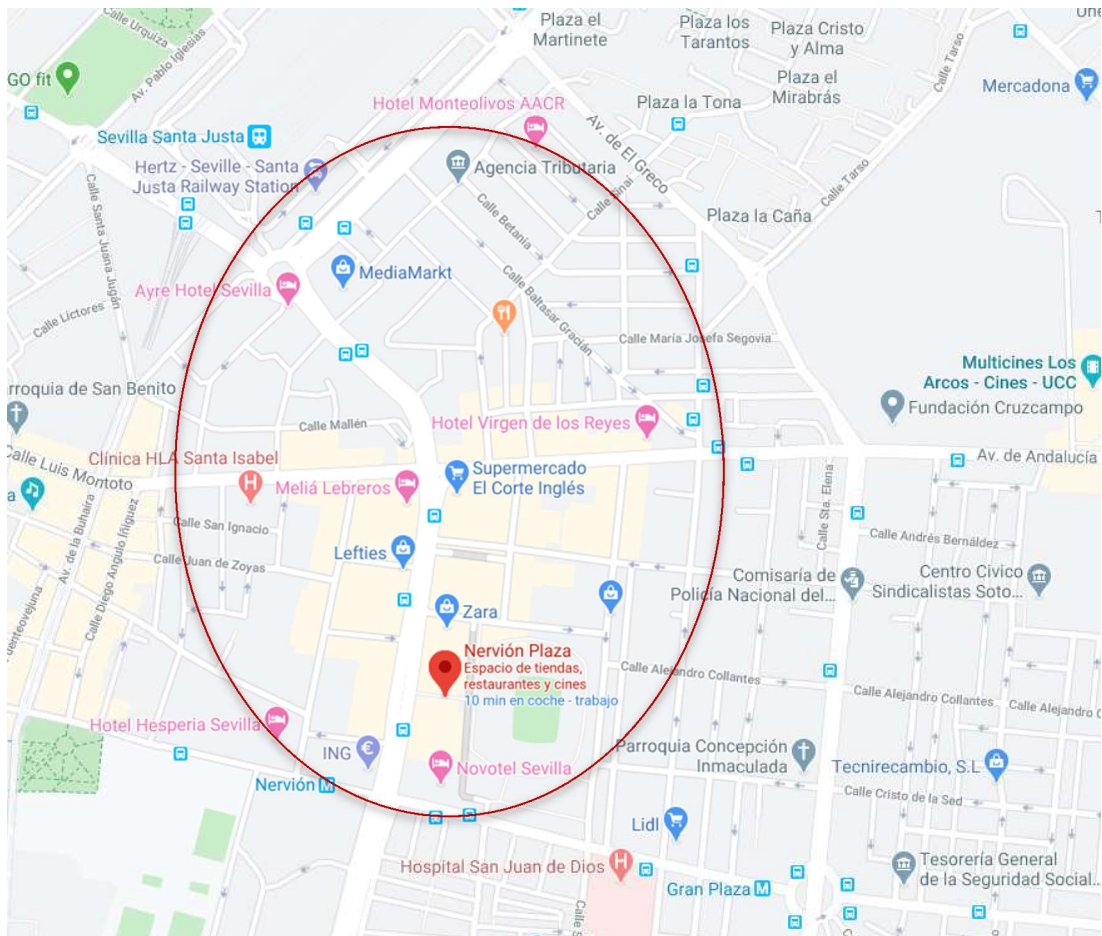 Calle Urquiza
Plaza el
Martinete
Plaza los
Tarantos
Plaza Cristo
y Alma
Calle Tarso
GO fit
Av. Pablo Iglesias
Plaza el
Mirabrás
Mercadona
Hotel Monteolivos AACR
Plaza la Tona
Sevilla Santa Justa
Av. de El Greco
Hertz - Seville - Santa
Justa Railway Station
Agencia Tributaria
Calle Sinai
Calle Tarso
Calle Santa Juana Jugán
Calle Betania
Plaza la Caña
MediaMarkt
Ayre Hotel Sevilla
Calle Lictores
Calle Baltasar Gracián
Calle María Josefa Segovia
Multicines Los
Arcos - Cines - UCC
rroquia de San Benito
Fundación Cruzcampo
Calle Mallén
Hotel Virgen de los Reyes
Calle Luis Montoto
Clínica HLA Santa Isabel
Av. de Andalucía
Supermercado
El Corte Inglés
Meliá Lebreros
Calle Sta. Elena
a
Av. de la Buhaira
Calle Diego Angulo Íñiguez
Calle San Ignacio
Calle Andrés Bernáldez
Lefties
Calle Juan de Zoyas
Comisaría de
Policía Nacional del...
Centro Cívico
Sindicalistas Soto...
Zara
uenteovejuna
Nervión Plaza
Espacio de tiendas,
restaurantes y cines
10 min en coche - trabajo
Calle Alejandro Collantes
Calle Alejandro Collantes
Calle Alejandro C
Hotel Hesperia Sevilla
ING
Novotel Sevilla
Parroquia Concepción
Inmaculada
Tecnirecambio, S.L
Nervión M
Calle Cristo de la Sed
Lidl
Hospital San Juan de Dios
Gran Plaza M
Tesorería General
de la Seguridad Social...
Calle S